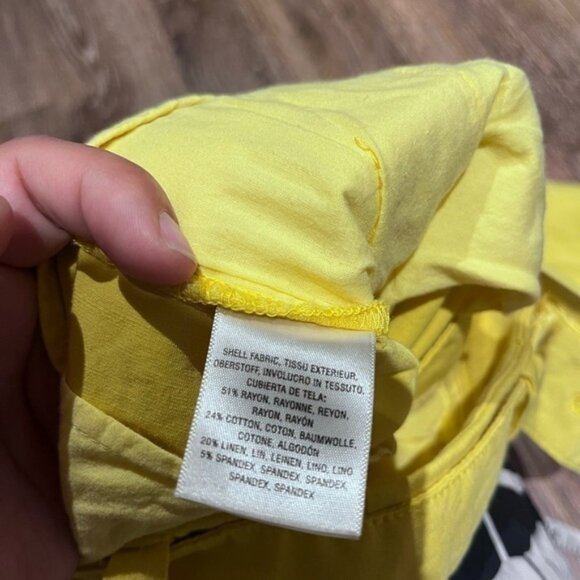 SHELL FABRIC, TISSU EXTERIEUR,
OBERSTOFF, INVOLUCRO IN TESSUTO,
CUBIERTA DE TELA:
51% RAYON, RAYONNE, REYON,
RAYON, RAYÓN
24% COTTON, COTON, BAUMWOLLE,
COTONE, ALGODÓN
20% LINEN, LIN, LEINEN, LINO, LINO
5% SPANDEX, SPANDEX, SPANDEX,
SPANDEX, SPANDEX